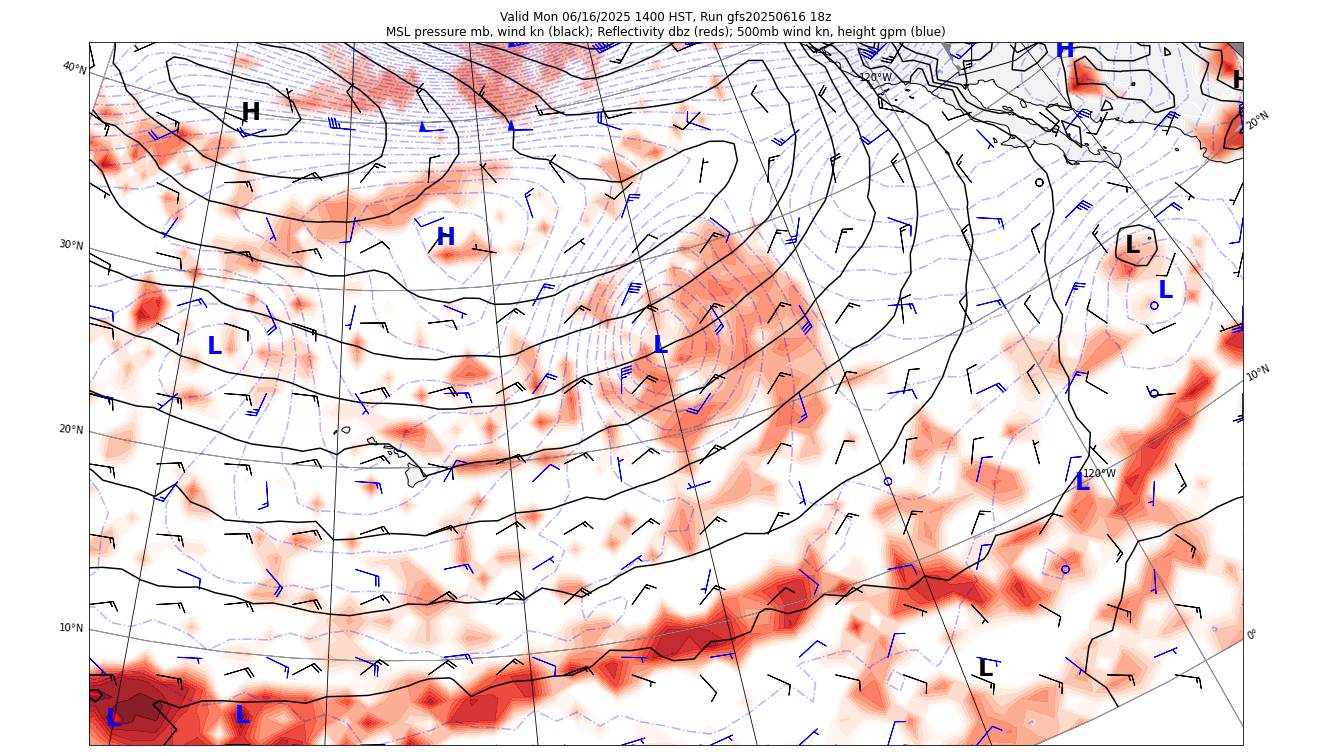 Valid Mon 06/16/2025 1400 HST, Run gfs20250616 18z
MSL pressure mb, wind kn (black); Reflectivity dbz (reds); 500mb wind kn, height gpm (blue)
H
40°N
120°W
H
H
20°N
H
L
30°N
L
L
L
10°N
20°N
120°W
L
10°N
0°
L
L
L